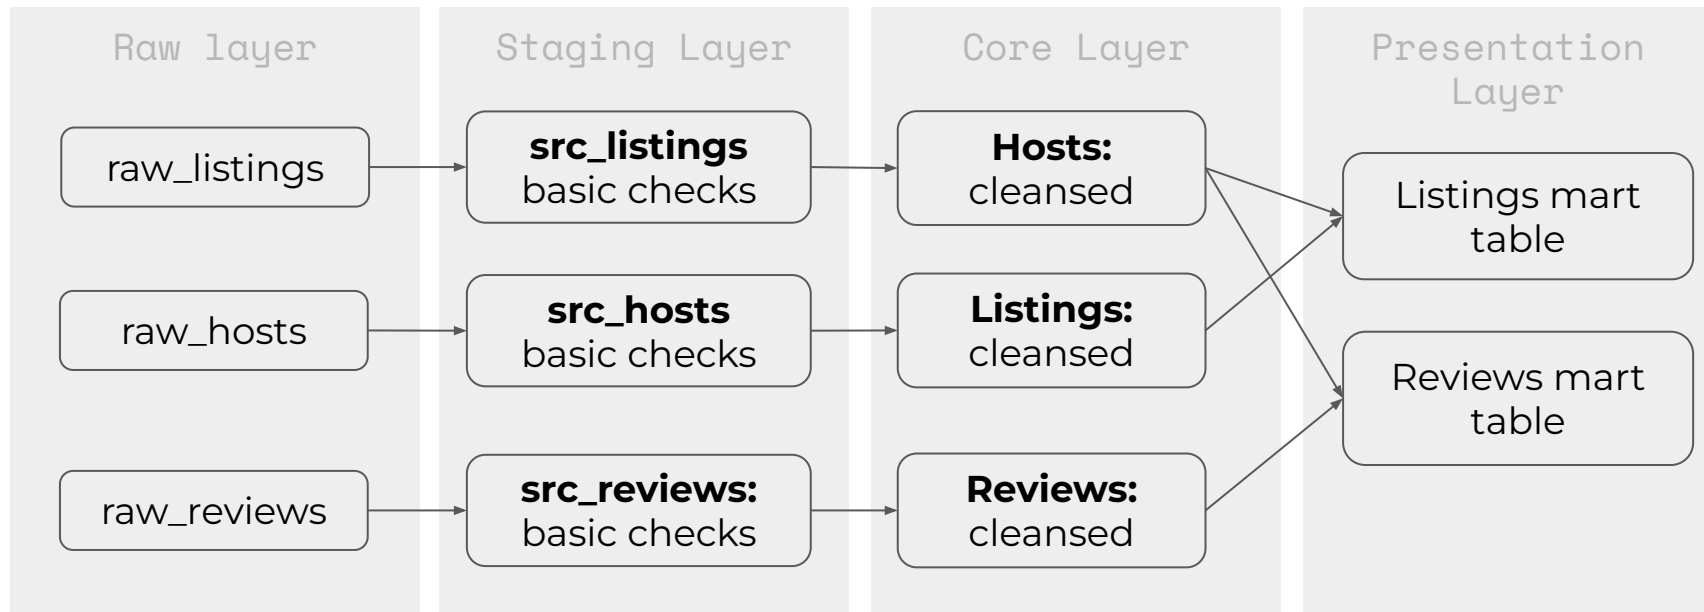 Raw layer
Staging Layer
Core Layer
Presentation
Layer
raw_listings
src_listings
basic checks
Hosts:
cleansed
Listings mart
table
raw_hosts
src_hosts
basic checks
Listings:
cleansed
Reviews mart
table
raw_reviews
src_reviews:
basic checks
Reviews:
cleansed